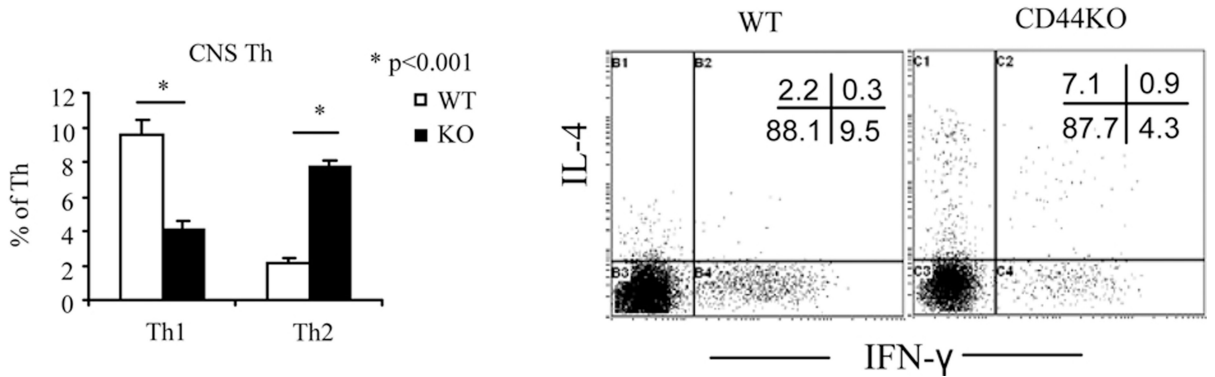 CNS Th
* p<0.001
WT
KO
% of Th
12
10
8
6
4
2
0
*
*
Th1 Th2
WT CD44KO
IL-4
B1 B2
2.2 0.3
88.1 9.5
B3 B4
C1 C2
7.1 0.9
87.7 4.3
C3 C4
IFN-γ